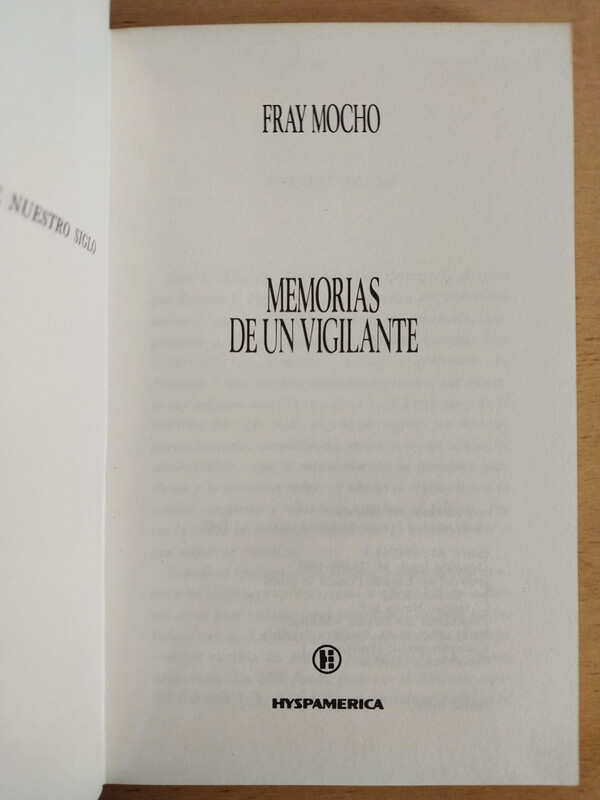 NUESTRO SIGLO
FRAY MOCHO
MEMORIAS
DE UN VIGILANTE
HYSPAMERICA